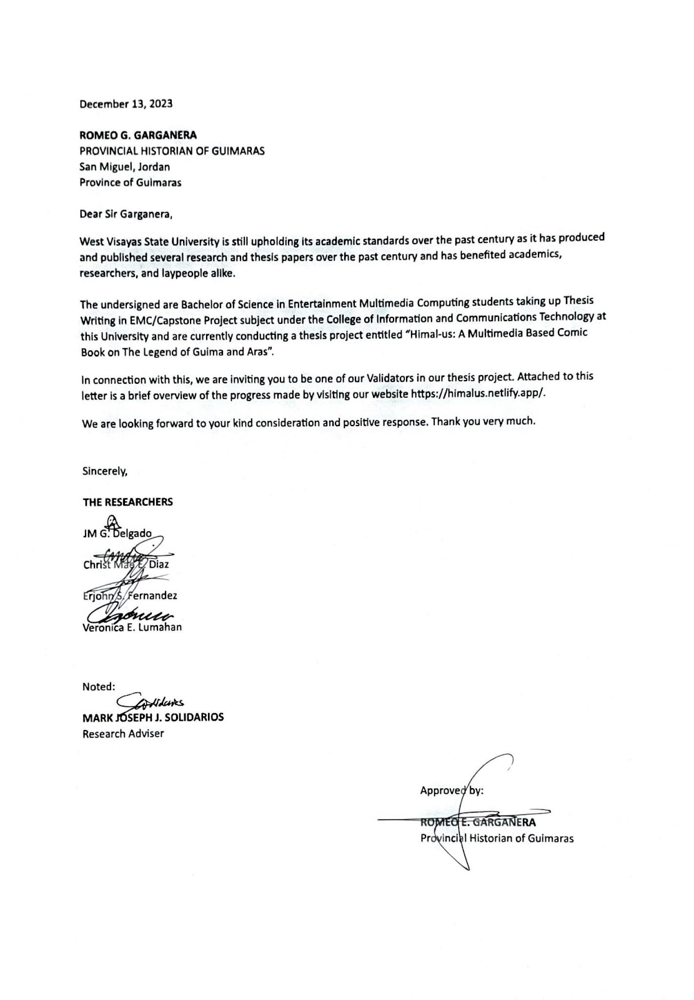 December 13, 2023
ROMEO G. GARGANERA
PROVINCIAL HISTORIAN OF GUIMARAS
San Miguel, Jordan
Province of Guimaras
Dear Sir Garganera,
West Visayas State University is still upholding its academic standards over the past century as it has produced
and published several research and thesis papers over the past century and has benefited academics,
researchers, and laypeople alike.
The undersigned are Bachelor of Science in Entertainment Multimedia Computing students taking up Thesis
Writing in EMC/Capstone Project subject under the College of Information and Communications Technology at
this University and are currently conducting a thesis project entitled “Himal-us: A Multimedia Based Comic
Book on The Legend of Guima and Aras”.
In connection with this, we are inviting you to be one of our Validators in our thesis project. Attached to this
letter is a brief overview of the progress made by visiting our website https://himalus.netlify.app/.
We are looking forward to your kind consideration and positive response. Thank you very much.
Sincerely,
THE RESEARCHERS
JM G. Delgado
Christ Mae E. Diaz
Erjohn S. Fernandez
Veronica E. Lumahan
Noted:
Solidarios
MARK JOSEPH J. SOLIDARIOS
Research Adviser
Approved by:
ROMEO E. GARGANERA
Provincial Historian of Guimaras